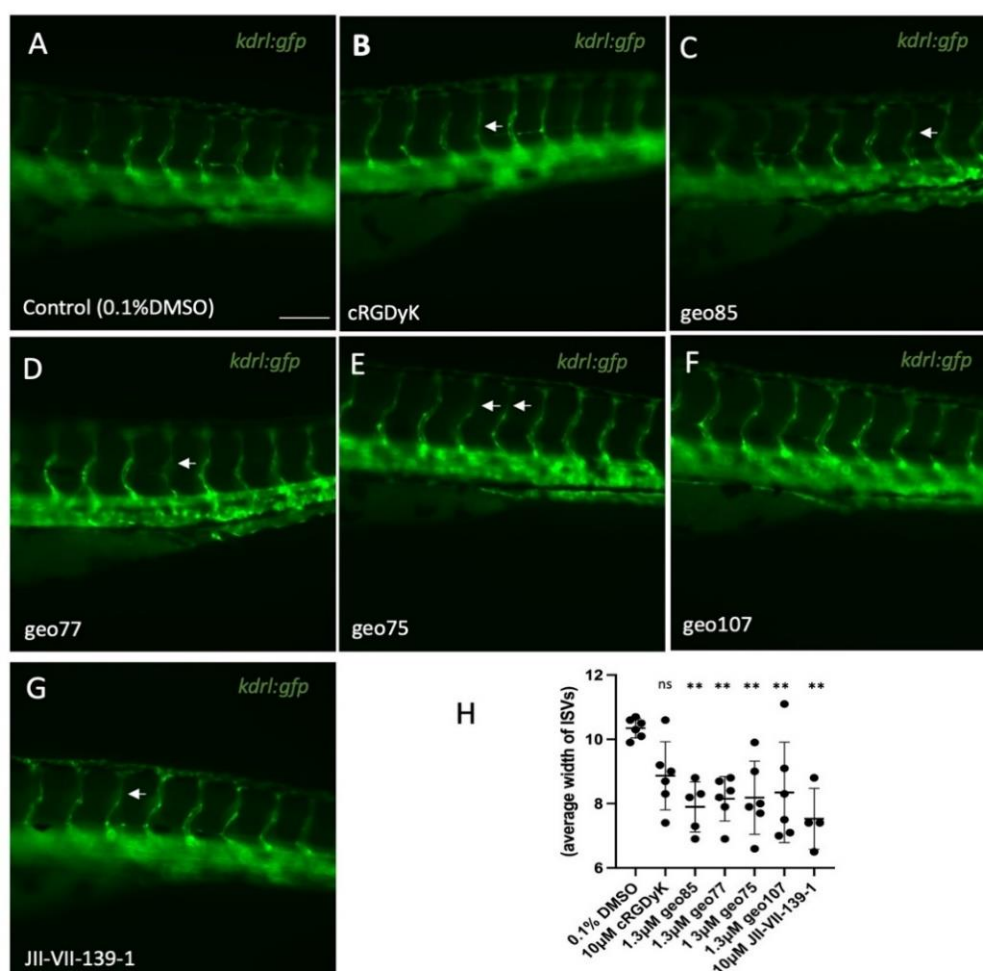 A kdrl:gfp
Control (0.1%DMSO)
B kdrl:gfp
cRGDyK
C kdrl:gfp
geo85
D kdrl:gfp
geo77
E kdrl:gfp
geo75
F kdrl:gfp
geo107
G kdrl:gfp
JII-VII-139-1
H
(average width of ISVs)
12
10
8
6
ns ** ** ** ** **
0.1% DMSO
10µM cRGDyK
1.3µM geo85
1.3µM geo77
1 3µM geo75
1.3µM geo107
10µM JII-VII-139-1